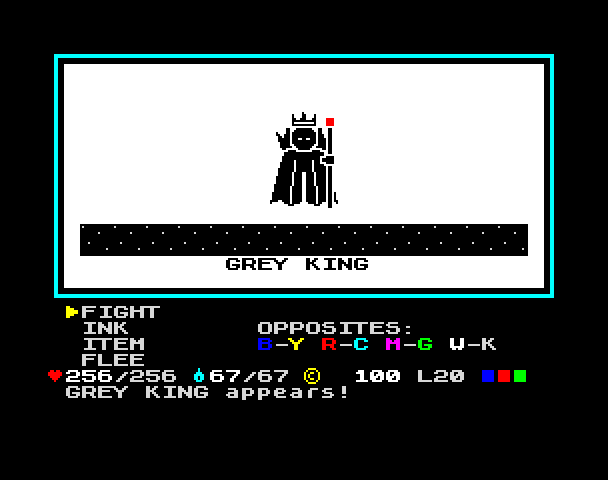 GREY KING
FIGHT
INK OPPOSITES:
ITEM B-Y R-C M-G W-K
FLEE
256/256 67/67 © 100 L20
GREY KING appears!